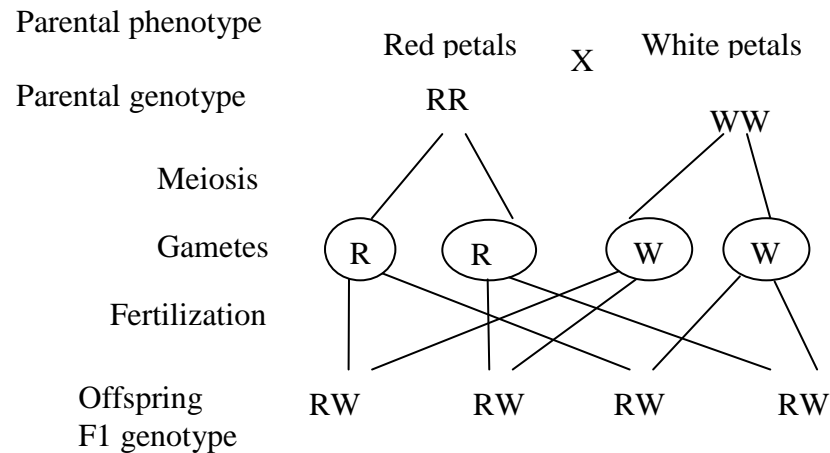 Parental phenotype
Red petals X White petals
Parental genotype RR WW
Meiosis
Gametes R R W W
Fertilization
Offspring RW RW RW RW
F1 genotype